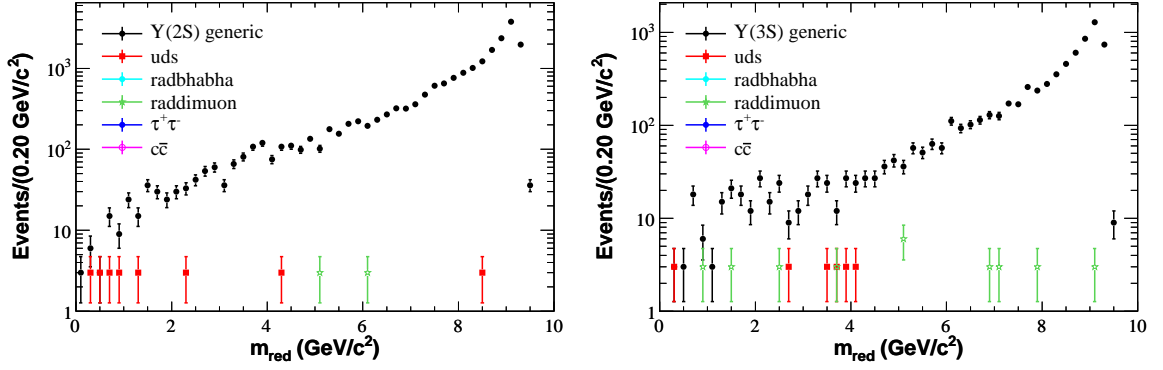 Events/(0.20 GeV/c²)
10³
10²
10
1
Υ(2S) generic
uds
radbhabha
raddimuon
τ⁺τ⁻
cc̄
0 2 4 6 8 10
m_red (GeV/c²)
Events/(0.20 GeV/c²)
10³
10²
10
1
Υ(3S) generic
uds
radbhabha
raddimuon
τ⁺τ⁻
cc̄
0 2 4 6 8 10
m_red (GeV/c²)